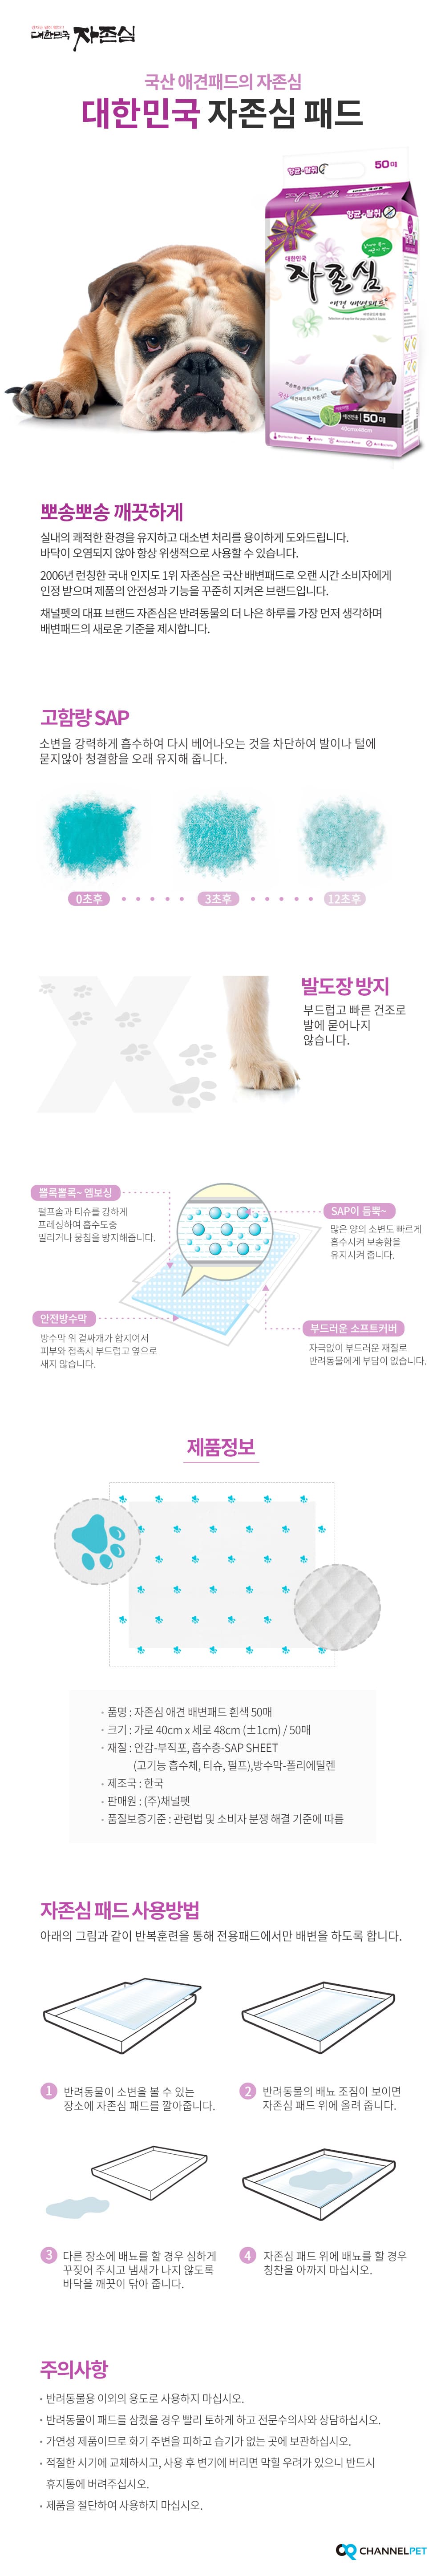 대한민국 자존심
국산 애견패드의 자존심
대한민국 자존심 패드
항균·탈취
50매
항균·탈취
대한민국
자존심
애견 배변패드
뽀송뽀송 깨끗하게...
국산 애견패드의 자존심!
애견전용
50매
40cmx48cm
뽀송뽀송 깨끗하게
실내의 쾌적한 환경을 유지하고 대소변 처리를 용이하게 도와드립니다.
바닥이 오염되지 않아 항상 위생적으로 사용할 수 있습니다.
2006년 런칭한 국내 인지도 1위 자존심은 국산 배변패드로 오랜 시간 소비자에게
인정 받으며 제품의 안전성과 기능을 꾸준히 지켜온 브랜드입니다.
채널펫의 대표 브랜드 자존심은 반려동물의 더 나은 하루를 가장 먼저 생각하며
배변패드의 새로운 기준을 제시합니다.
고함량 SAP
소변을 강력하게 흡수하여 다시 베어나오는 것을 차단하여 발이나 털에
묻지않아 청결함을 오래 유지해 줍니다.
0초후
3초후
12초후
발도장 방지
부드럽고 빠른 건조로
발에 묻어나지
않습니다.
뽈록뽈록~ 엠보싱
펄프솜과 티슈를 강하게
프레싱하여 흡수도중
밀리거나 뭉침을 방지해줍니다.
SAP이 듬뿍~
많은 양의 소변도 빠르게
흡수시켜 보송함을
유지시켜 줍니다.
안전방수막
방수막 위 겉싸개가 합치여서
피부와 접촉시 부드럽고 옆으로
새지 않습니다.
부드러운 소프트커버
자극없이 부드러운 재질로
반려동물에게 부담이 없습니다.
제품정보
· 품명 : 자존심 애견 배변패드 흰색 50매
· 크기 : 가로 40cm x 세로 48cm (±1cm) / 50매
· 재질 : 안감-부직포, 흡수층-SAP SHEET
(고기능 흡수체, 티슈, 펄프),방수막-폴리에틸렌
· 제조국 : 한국
· 판매원 : (주)채널펫
· 품질보증기준 : 관련법 및 소비자 분쟁 해결 기준에 따름
자존심 패드 사용방법
아래의 그림과 같이 반복훈련을 통해 전용패드에서만 배변을 하도록 합니다.
1 반려동물이 소변을 볼 수 있는
장소에 자존심 패드를 깔아줍니다.
2 반려동물의 배뇨 조짐이 보이면
자존심 패드 위에 올려 줍니다.
3 다른 장소에 배뇨를 할 경우 심하게
꾸짖어 주시고 냄새가 나지 않도록
바닥을 깨끗이 닦아 줍니다.
4 자존심 패드 위에 배뇨를 할 경우
칭찬을 아까지 마십시오.
주의사항
· 반려동물용 이외의 용도로 사용하지 마십시오.
· 반려동물이 패드를 삼켰을 경우 빨리 토하게 하고 전문수의사와 상담하십시오.
· 가연성 제품이므로 화기 주변을 피하고 습기가 없는 곳에 보관하십시오.
· 적절한 시기에 교체하시고, 사용 후 변기에 버리면 막힐 우려가 있으니 반드시
휴지통에 버려주십시오.
· 제품을 절단하여 사용하지 마십시오.
CHANNELPET